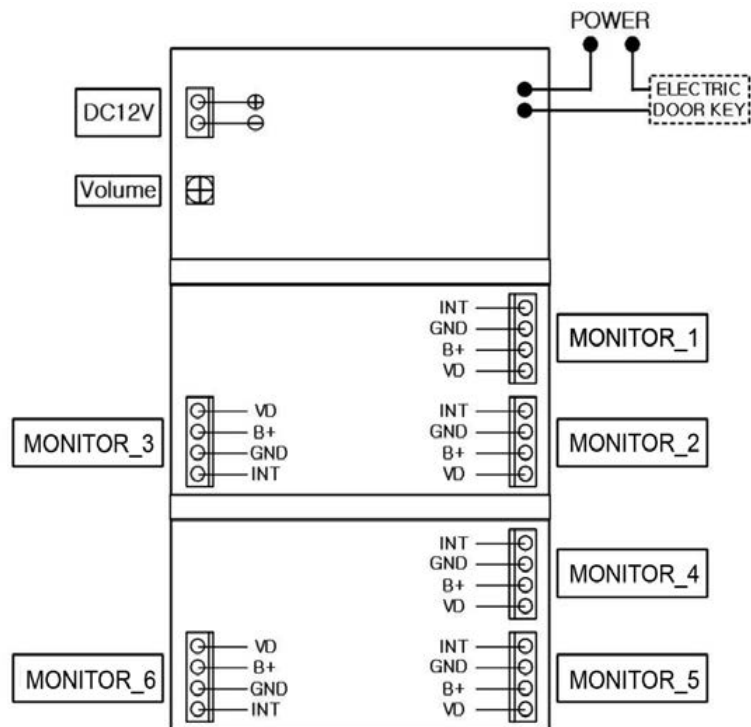 POWER
ELECTRIC
DOOR KEY
DC12V
Volume
INT
GND
B+
VD
MONITOR_1
VD
B+
GND
INT
MONITOR_3
INT
GND
B+
VD
MONITOR_2
INT
GND
B+
VD
MONITOR_4
VD
B+
GND
INT
MONITOR_6
INT
GND
B+
VD
MONITOR_5